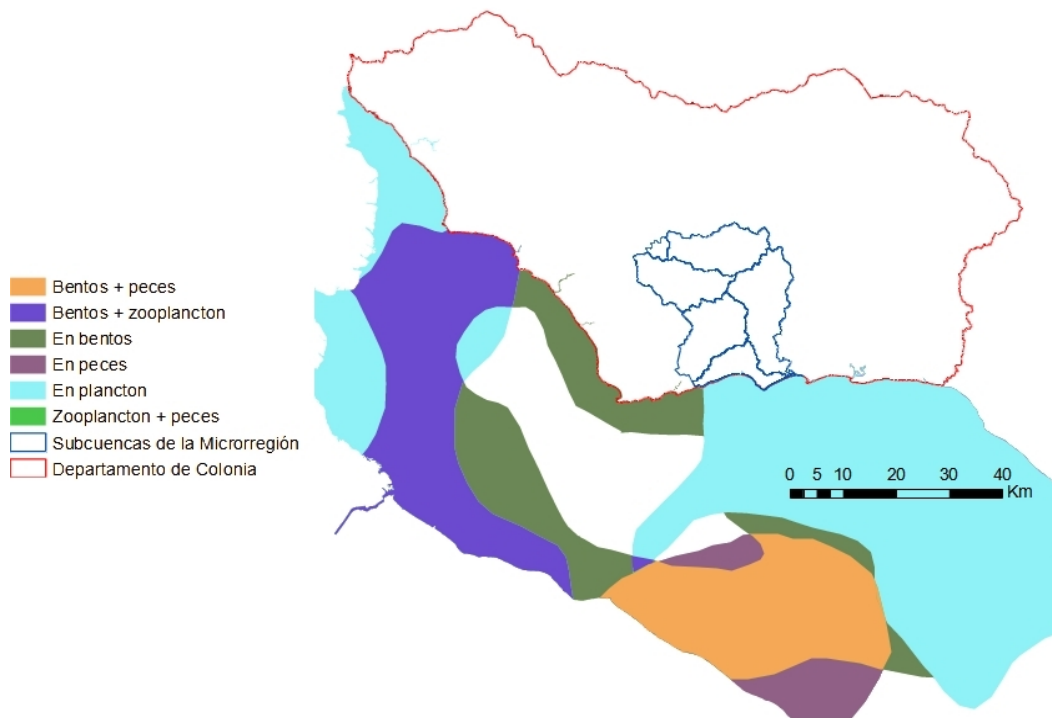 Bentos + peces
Bentos + zooplancton
En bentos
En peces
En plancton
Zooplancton + peces
Subcuencas de la Microrregión
Departamento de Colonia
0 5 10 20 30 40
Km